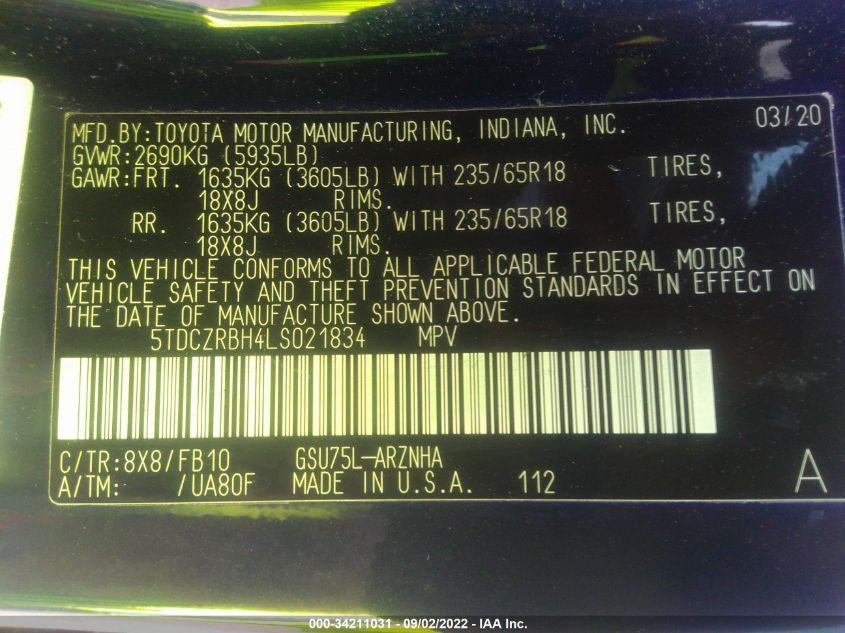 MFD.BY:TOYOTA MOTOR MANUFACTURING, INDIANA, INC. 03/20
GVWR:2690KG (5935LB)
GAWR:FRT. 1635KG (3605LB) WITH 235/65R18 TIRES,
18X8J RIMS.
RR. 1635KG (3605LB) WITH 235/65R18 TIRES,
18X8J RIMS.
THIS VEHICLE CONFORMS TO ALL APPLICABLE FEDERAL MOTOR
VEHICLE SAFETY AND THEFT PREVENTION STANDARDS IN EFFECT ON
THE DATE OF MANUFACTURE SHOWN ABOVE.
5TDCZRBH4LS021834 MPV
C/TR:8X8/FB10 GSU75L-ARZNHA
A/TM: /UA80F MADE IN U.S.A. 112 A
000-34211031 - 09/02/2022 - IAA Inc.